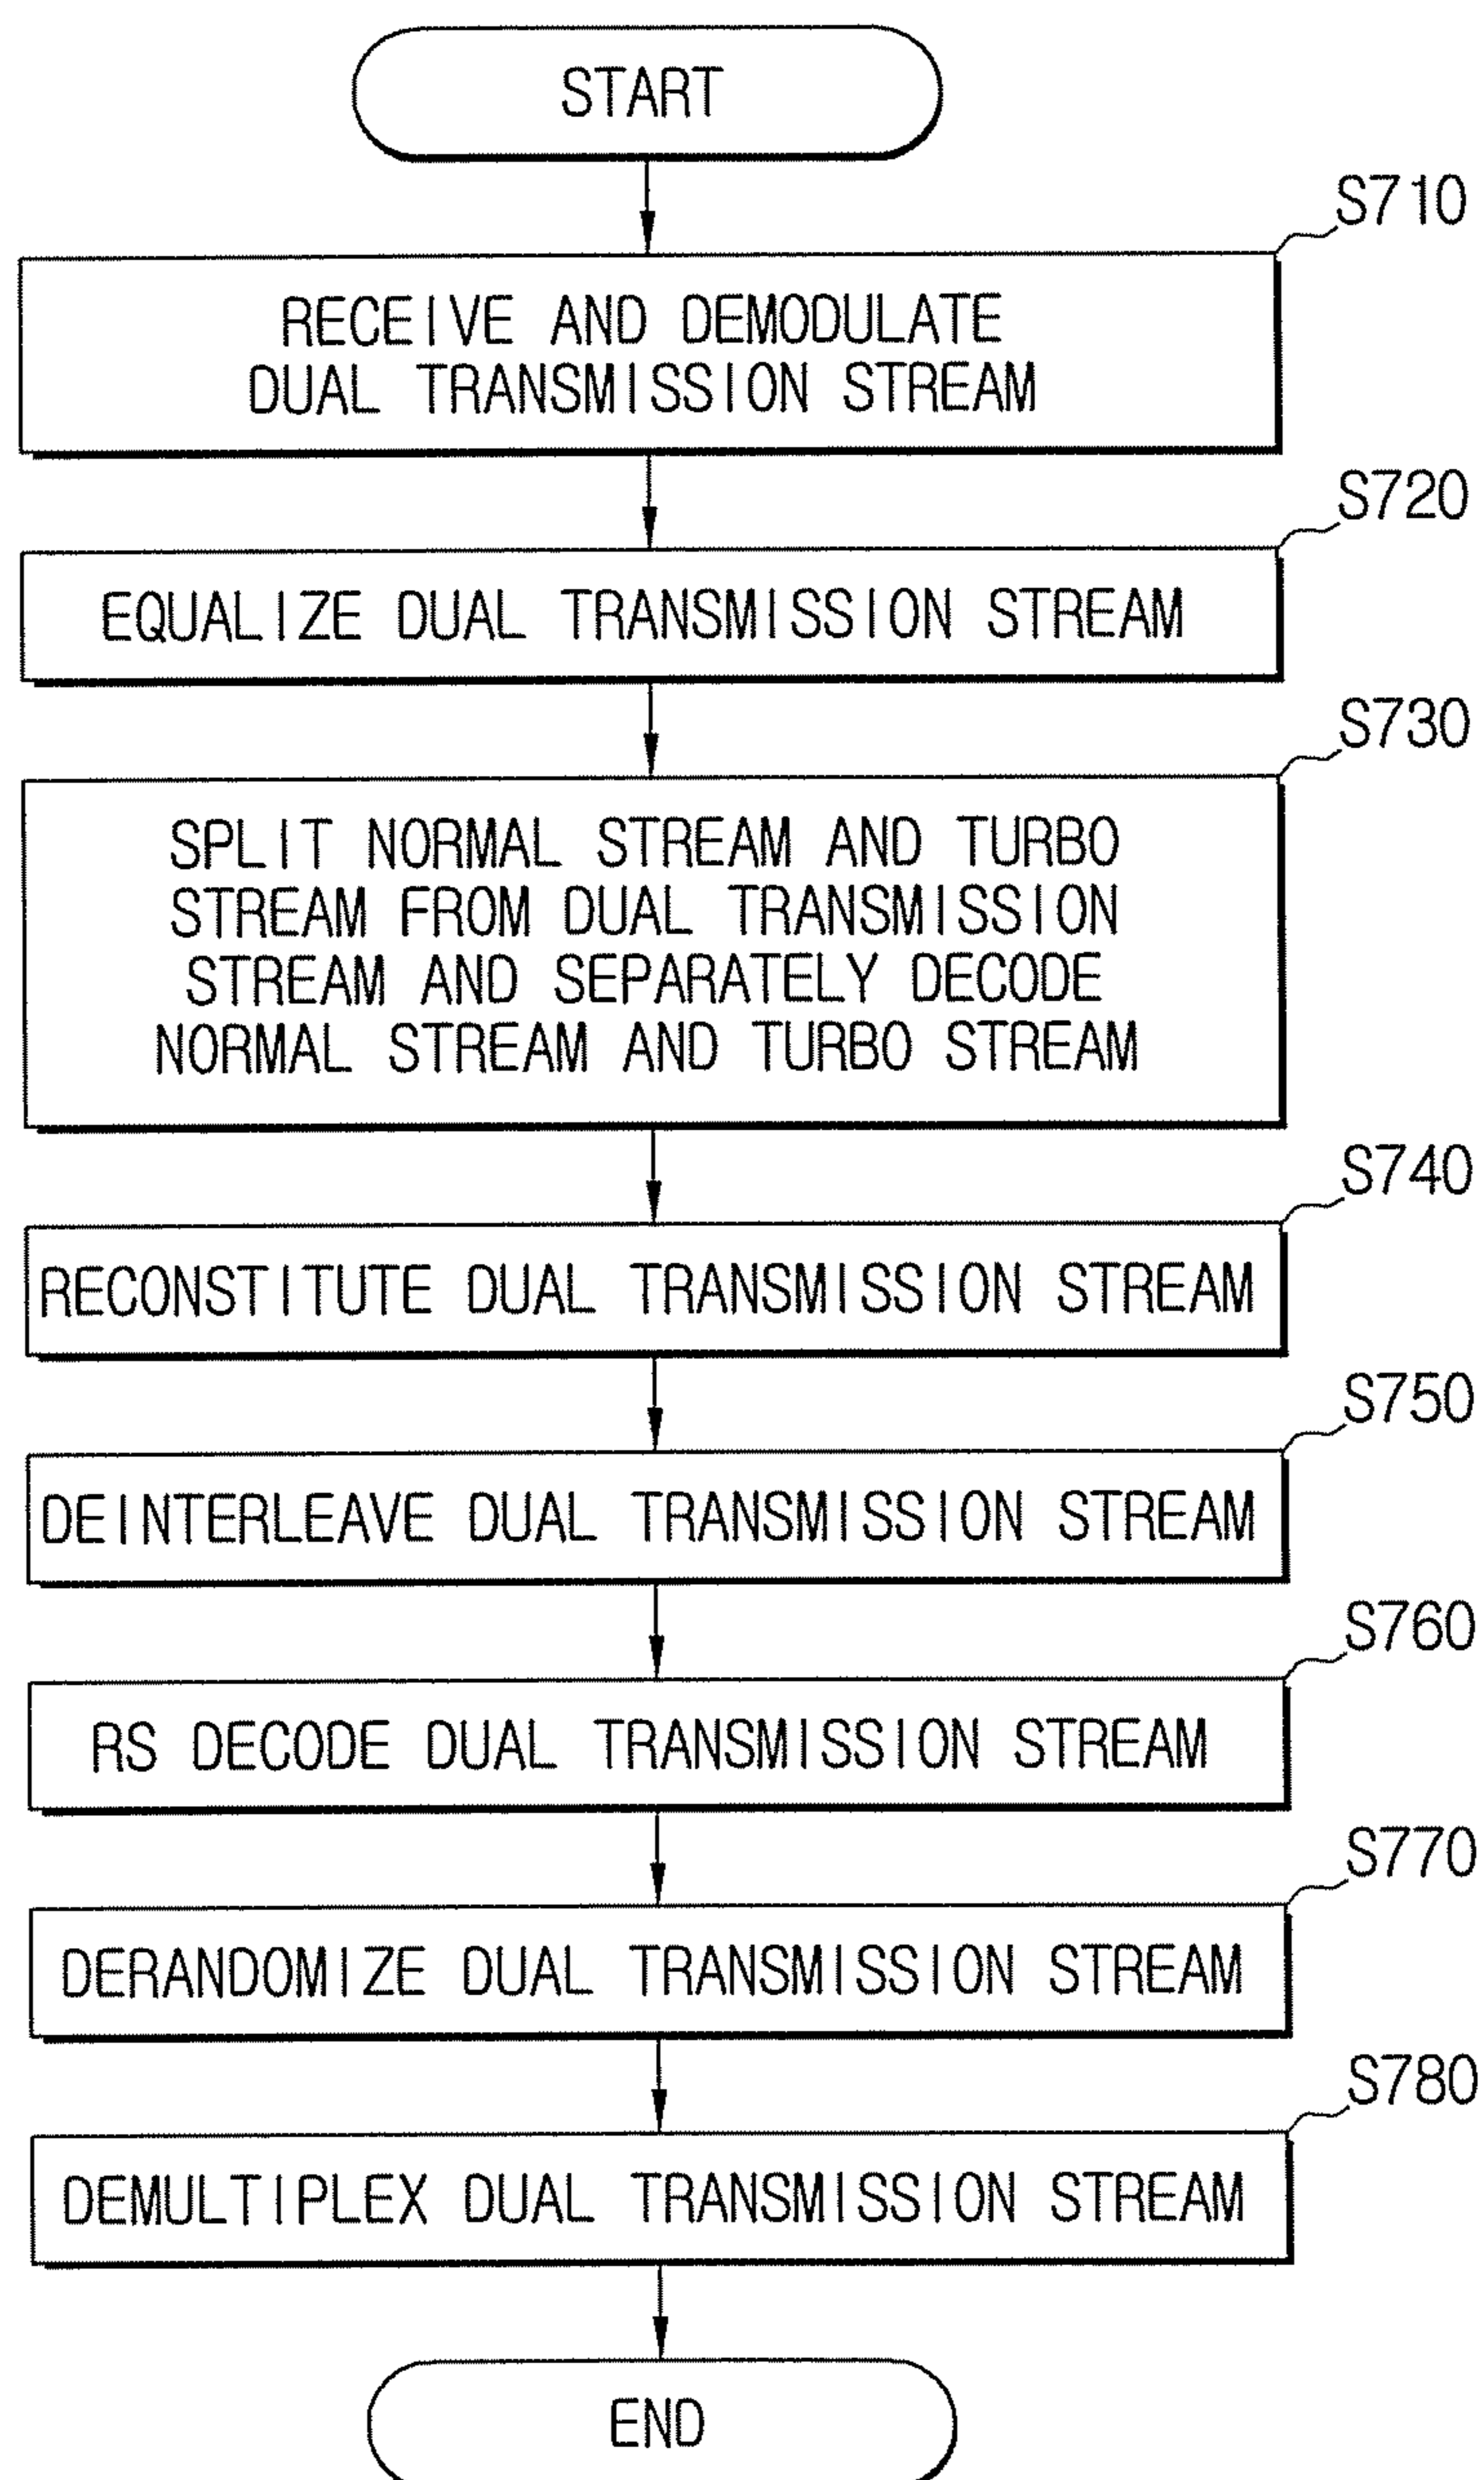 START
S710
RECEIVE AND DEMODULATE
DUAL TRANSMISSION STREAM
S720
EQUALIZE DUAL TRANSMISSION STREAM
S730
SPLIT NORMAL STREAM AND TURBO
STREAM FROM DUAL TRANSMISSION
STREAM AND SEPARATELY DECODE
NORMAL STREAM AND TURBO STREAM
S740
RECONSTITUTE DUAL TRANSMISSION STREAM
S750
DEINTERLEAVE DUAL TRANSMISSION STREAM
S760
RS DECODE DUAL TRANSMISSION STREAM
S770
DERANDOMIZE DUAL TRANSMISSION STREAM
S780
DEMULTIPLEX DUAL TRANSMISSION STREAM
END